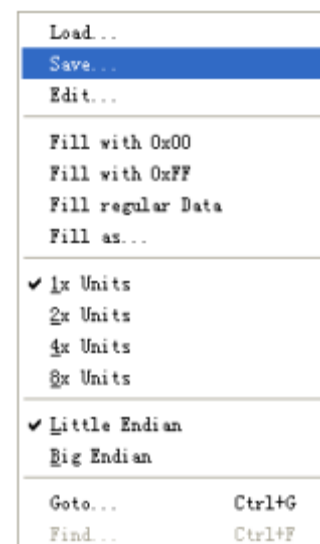 Load...
Save...
Edit...
Fill with 0x00
Fill with 0xFF
Fill regular Data
Fill as...
✔ 1x Units
2x Units
4x Units
8x Units
✔ Little Endian
Big Endian
Goto... Ctrl+G
Find... Ctrl+F